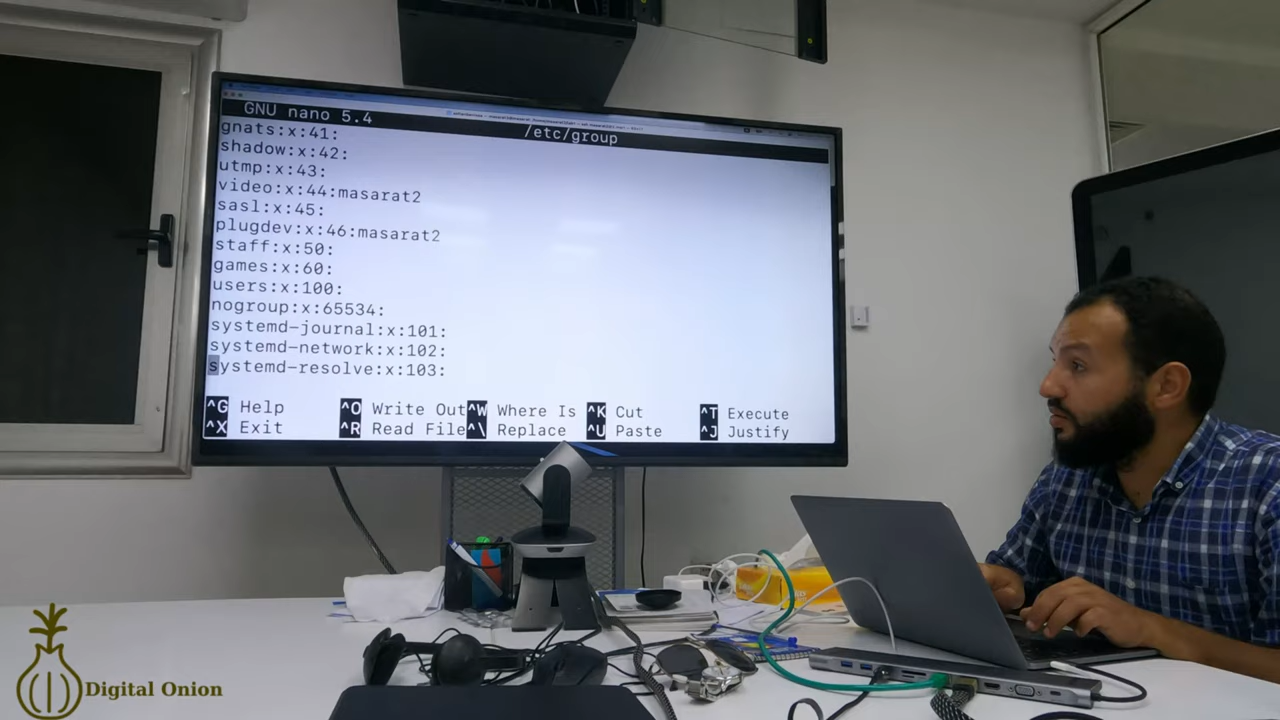 GNU nano 5.4
/etc/group
gnats:x:41:
shadow:x:42:
utmp:x:43:
video:x:44:masarat2
sasl:x:45:
plugdev:x:46:masarat2
staff:x:50:
games:x:60:
users:x:100:
nogroup:x:65534:
systemd-journal:x:101:
systemd-network:x:102:
systemd-resolve:x:103:
^G Help ^O Write Out ^W Where Is ^K Cut ^T Execute
^X Exit ^R Read File ^\ Replace ^U Paste ^J Justify
Digital Onion